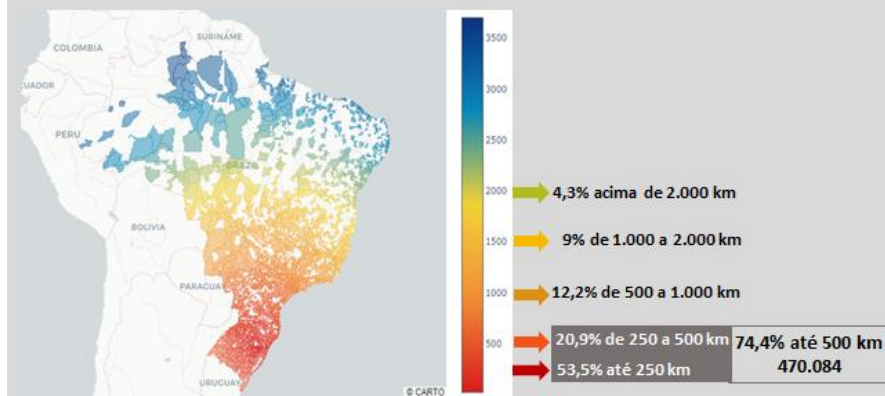 SURINAME
COLOMBIA
PERU
BRAZIL
BOLIVIA
PARAGUAY
URUGUAY
© CARTO
3500
3000
2500
2000
1500
1000
500
4,3% acima de 2.000 km
9% de 1.000 a 2.000 km
12,2% de 500 a 1.000 km
20,9% de 250 a 500 km
53,5% até 250 km
74,4% até 500 km
470.084